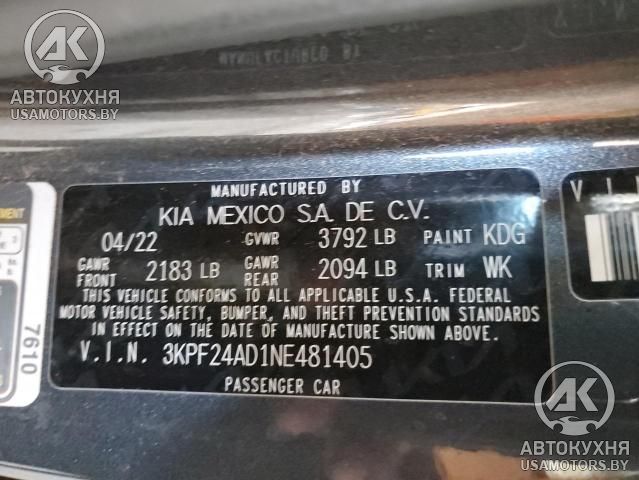 AK
АВТОКУХНЯ
USAMOTORS.BY
MANUFACTURED BY
KIA MEXICO S.A. DE C.V.
04/22 GVWR 3792 LB PAINT KDG
GAWR FRONT 2183 LB GAWR REAR 2094 LB TRIM WK
THIS VEHICLE CONFORMS TO ALL APPLICABLE U.S.A. FEDERAL
MOTOR VEHICLE SAFETY, BUMPER, AND THEFT PREVENTION STANDARDS
IN EFFECT ON THE DATE OF MANUFACTURE SHOWN ABOVE.
V.I.N. 3KPF24AD1NE481405
PASSENGER CAR
7610
AK
АВТОКУХНЯ
USAMOTORS.BY